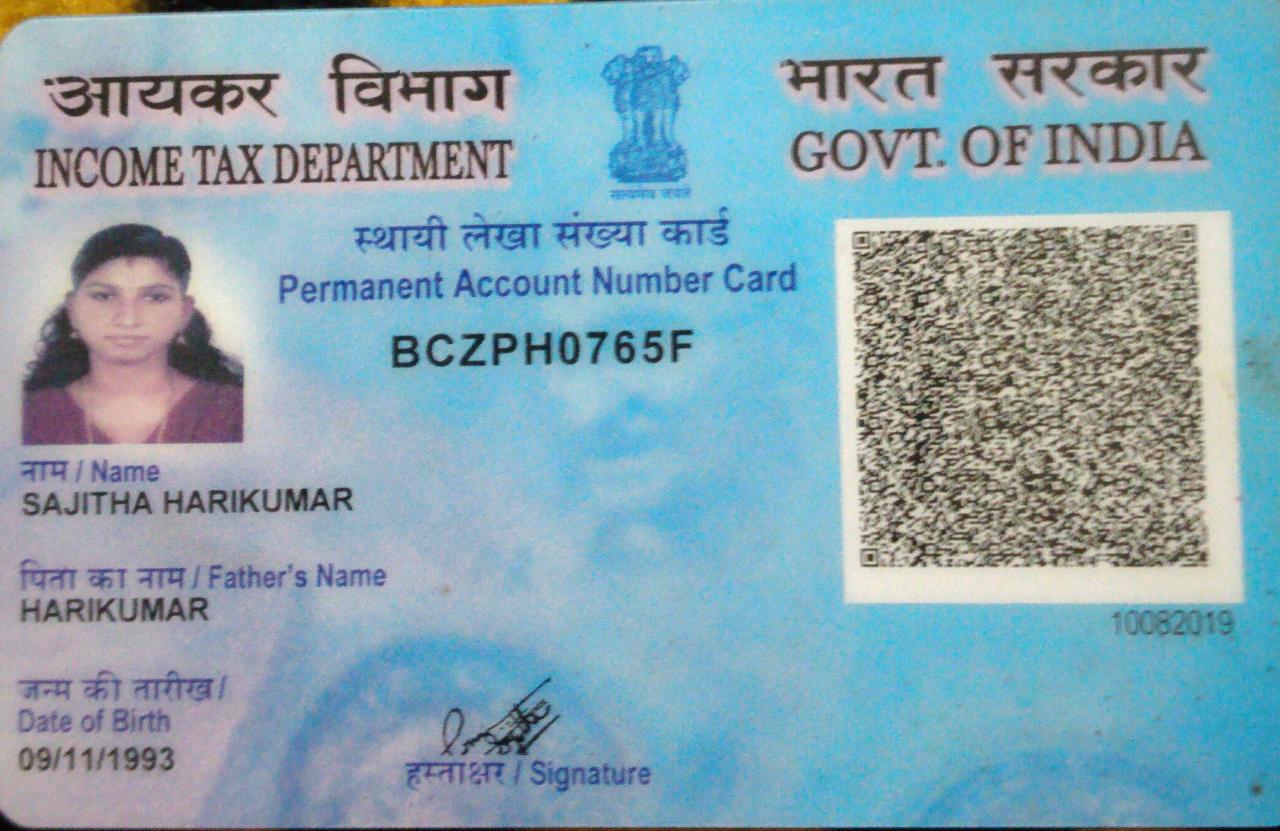 आयकर विभाग
INCOME TAX DEPARTMENT
सत्यमेव जयते
भारत सरकार
GOVT. OF INDIA
स्थायी लेखा संख्या कार्ड
Permanent Account Number Card
BCZPH0765F
नाम / Name
SAJITHA HARIKUMAR
पिता का नाम / Father's Name
HARIKUMAR
10082019
जन्म की तारीख /
Date of Birth
09/11/1993
हस्ताक्षर / Signature